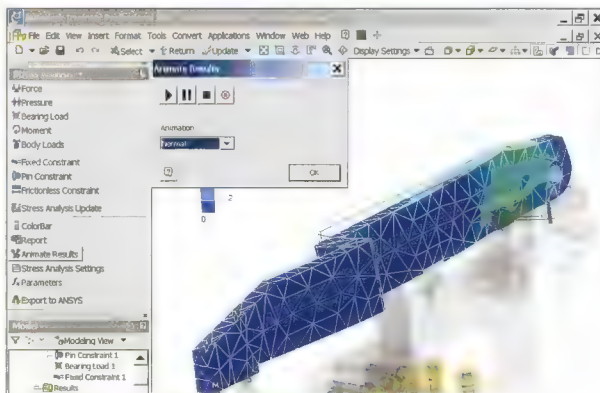 File Edit View Insert Format Tools Convert Applications Window Web Help
Select Return Update Display Settings
Animate Results
Force
Pressure
Bearing Load
Moment
Body Loads
Fixed Constraint
Pin Constraint
Frictionless Constraint
Stress Analysis Update
ColorBar
Report
Animate Results
Stress Analysis Settings
Parameters
Export to ANSYS
Animation
Normal
OK
2
0
Model
Modeling View
Pin Constraint 1
Bearing Load 1
Fixed Constraint 1
Results